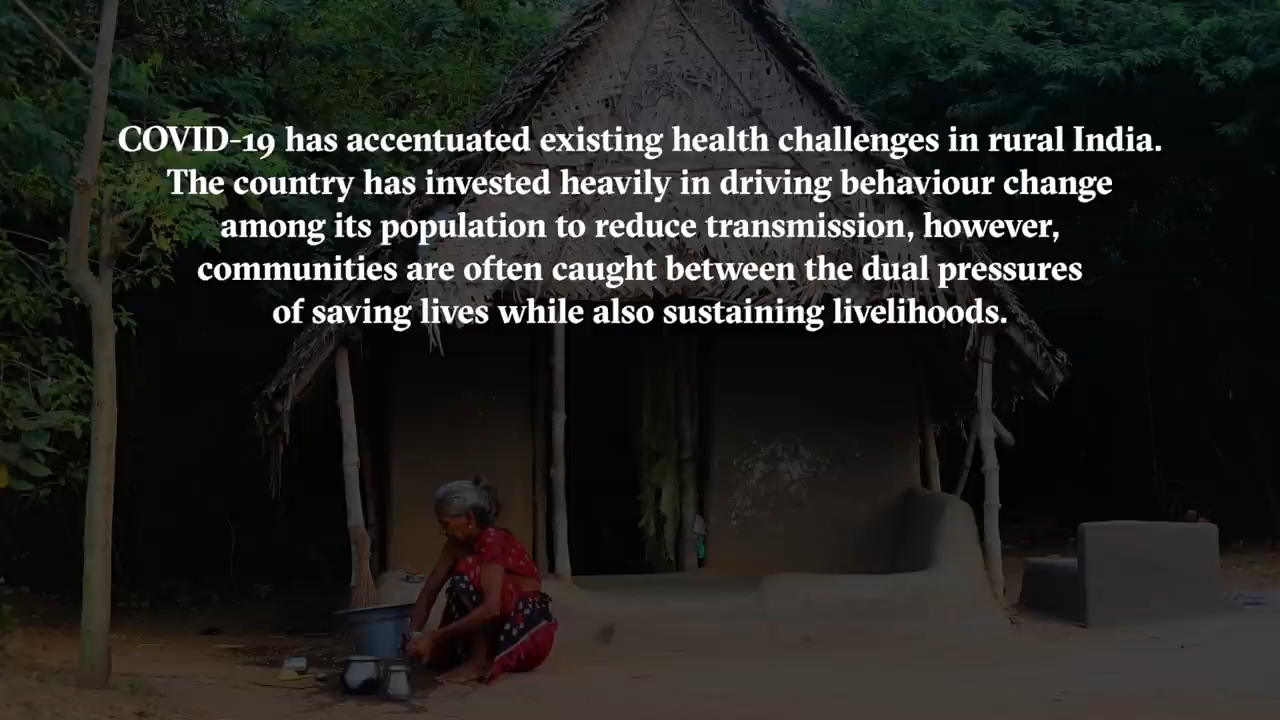 COVID-19 has accentuated existing health challenges in rural India.
The country has invested heavily in driving behaviour change
among its population to reduce transmission, however,
communities are often caught between the dual pressures
of saving lives while also sustaining livelihoods.